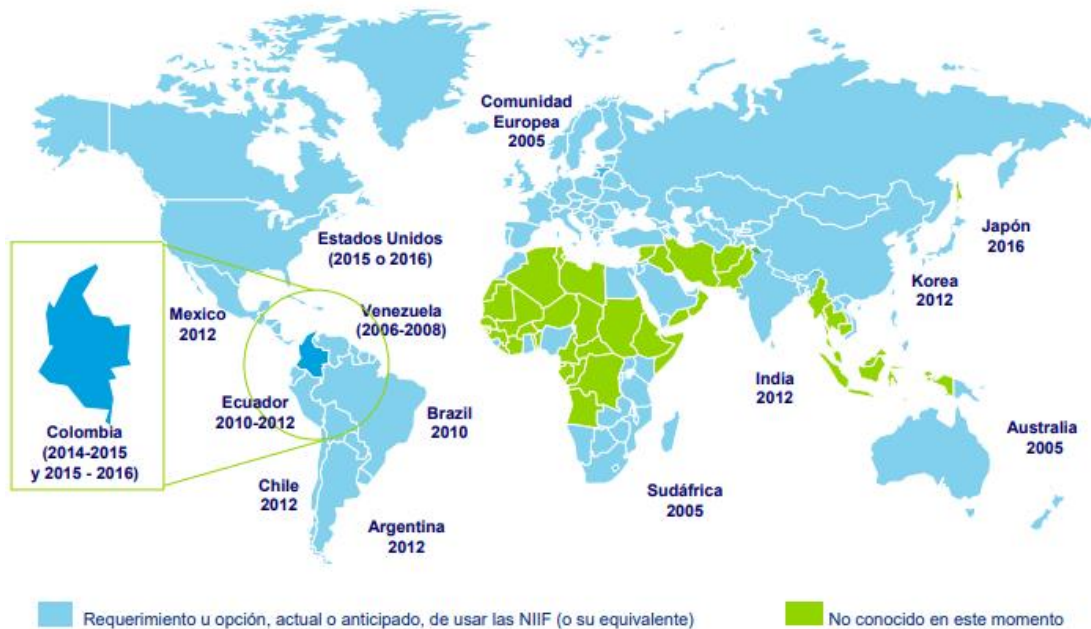 Comunidad
Europea
2005
Estados Unidos
(2015 o 2016)
Japón
2016
Korea
2012
Mexico
2012
Venezuela
(2006-2008)
India
2012
Ecuador
2010-2012
Brazil
2010
Australia
2005
Colombia
(2014-2015
y 2015 - 2016)
Chile
2012
Sudáfrica
2005
Argentina
2012
Requerimiento u opción, actual o anticipado, de usar las NIIF (o su equivalente)
No conocido en este momento